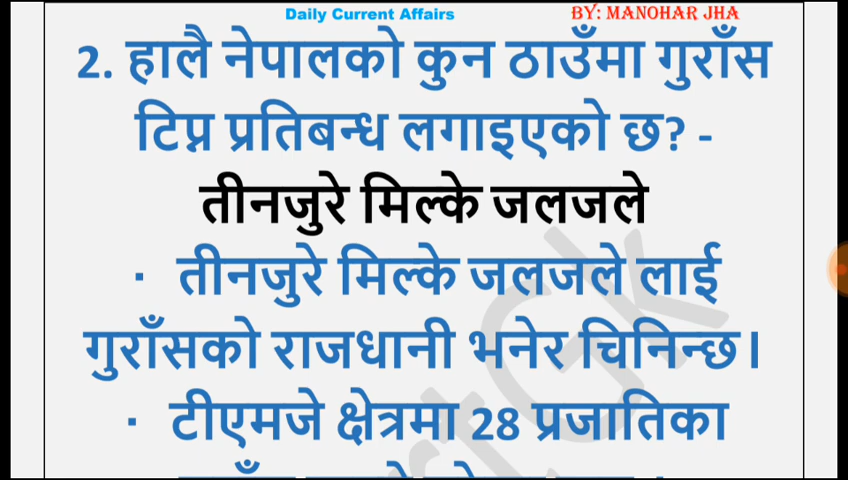 Daily Current Affairs BY: MANOHAR JHA
2. हालै नेपालको कुन ठाउँमा गुराँस
टिप्न प्रतिबन्ध लगाइएको छ? -
तीनजुरे मिल्के जलजले
· तीनजुरे मिल्के जलजले लाई
गुराँसको राजधानी भनेर चिनिन्छ।
· टीएमजे क्षेत्रमा 28 प्रजातिका